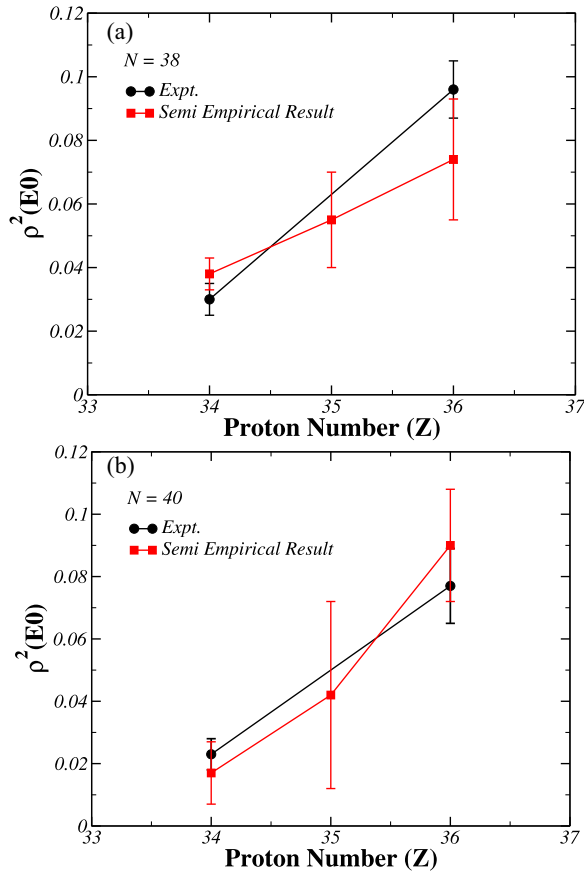 (a)
N = 38
Expt.
Semi Empirical Result
ρ²(E0)
0.12
0.1
0.08
0.06
0.04
0.02
0
33 34 35 36 37
Proton Number (Z)
(b)
N = 40
Expt.
Semi Empirical Result
ρ²(E0)
0.12
0.1
0.08
0.06
0.04
0.02
0
33 34 35 36 37
Proton Number (Z)